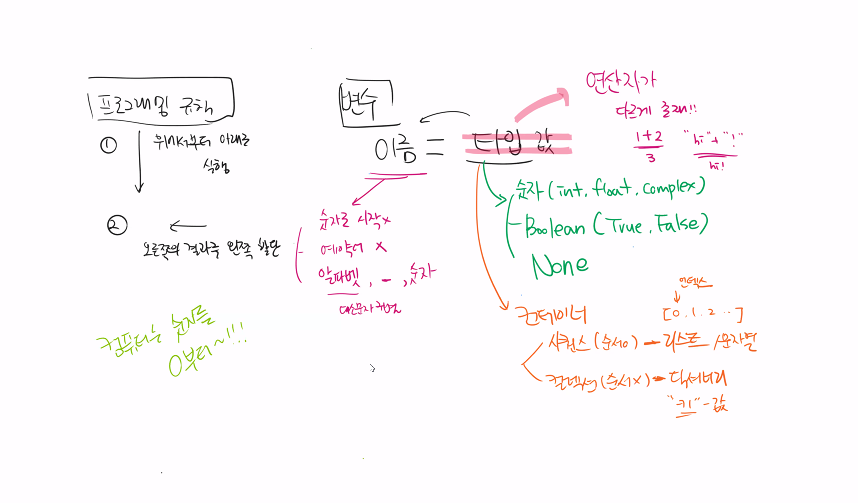 프로그래밍 규칙
① 위에서부터 아래로
실행
② 오른쪽의 결과를 왼쪽 할당
컴퓨터는 숫자를
0부터~!!!
변수
이름 = 타입 값
숫자로 시작 x
예약어 x
알파벳, _, 숫자
대소문자 구별
연산자가
다르게 존재!!
1+2
3
"hi"+"!"
hi!
숫자 (int, float, complex)
Boolean (True, False)
None
컨테이너
인덱스
[0, 1, 2 ...]
시퀀스 (순서o) - 리스트, 문자열
컬렉션 (순서x) - 딕셔너리
"키" - 값